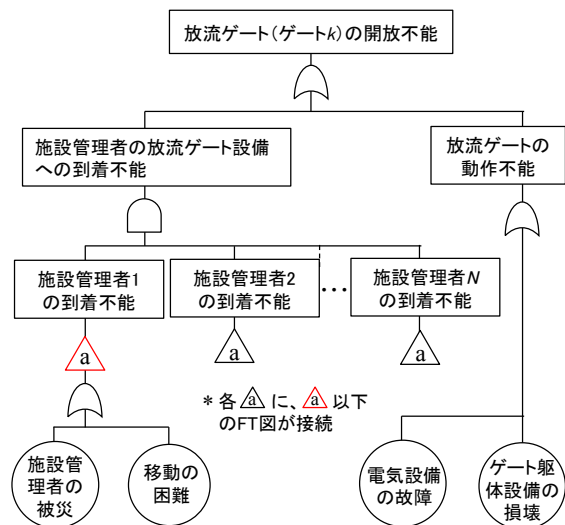 放流ゲート(ゲートk)の開放不能
施設管理者の放流ゲート設備
への到着不能
放流ゲートの
動作不能
施設管理者1
の到着不能
施設管理者2
の到着不能
…
施設管理者N
の到着不能
a
a
a
*各 a に、a 以下
のFT図が接続
施設管
理者の
被災
移動の
困難
電気設備
の故障
ゲート躯
体設備の
損壊